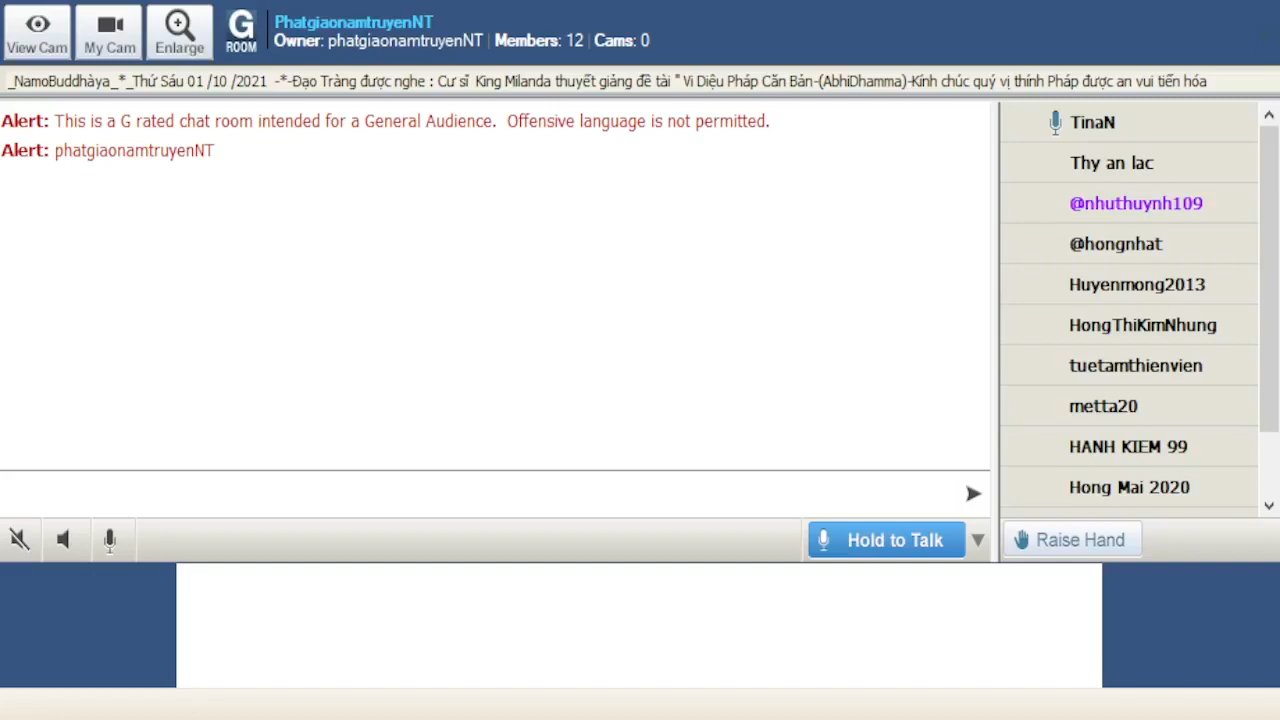 View Cam
My Cam
Enlarge
G
ROOM
PhatgiaonamtruyenNT
Owner: phatgiaonamtruyenNT | Members: 12 | Cams: 0
_NamoBuddhàya_*_Thứ Sáu 01 /10 /2021 -*-Đạo Tràng được nghe : Cư sĩ King Milanda thuyết giảng đề tài " Vi Diệu Pháp Căn Bản-(AbhiDhamma)-Kính chúc quý vị thính Pháp được an vui tiến hóa
Alert: This is a G rated chat room intended for a General Audience. Offensive language is not permitted.
Alert: phatgiaonamtruyenNT
TinaN
Thy an lac
@nhuthuynh109
@hongnhat
Huyenmong2013
HongThiKimNhung
tuetamthienvien
metta20
HANH KIEM 99
Hong Mai 2020
Hold to Talk
Raise Hand